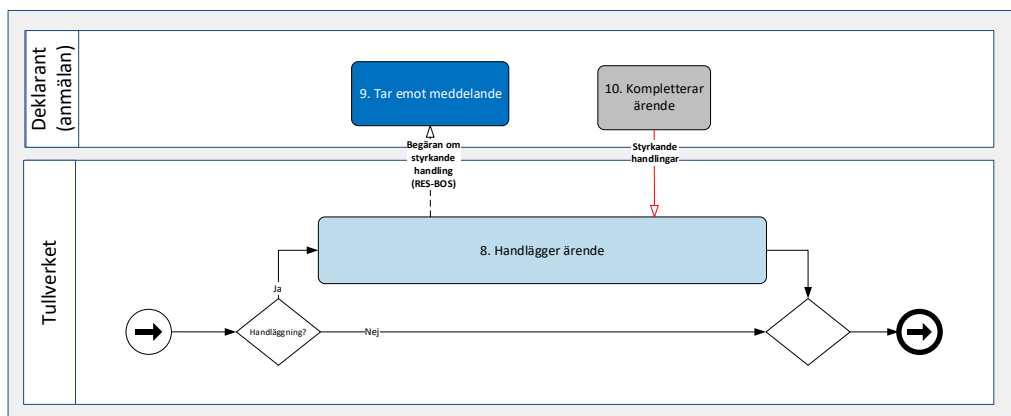 Deklarant
(anmälan)
9. Tar emot meddelande
10. Kompletterar
ärende
Begäran om
styrkande
handling
(RES-BOS)
Styrkande
handlingar
Tullverket
8. Handlägger ärende
Ja
Handläggning?
Nej